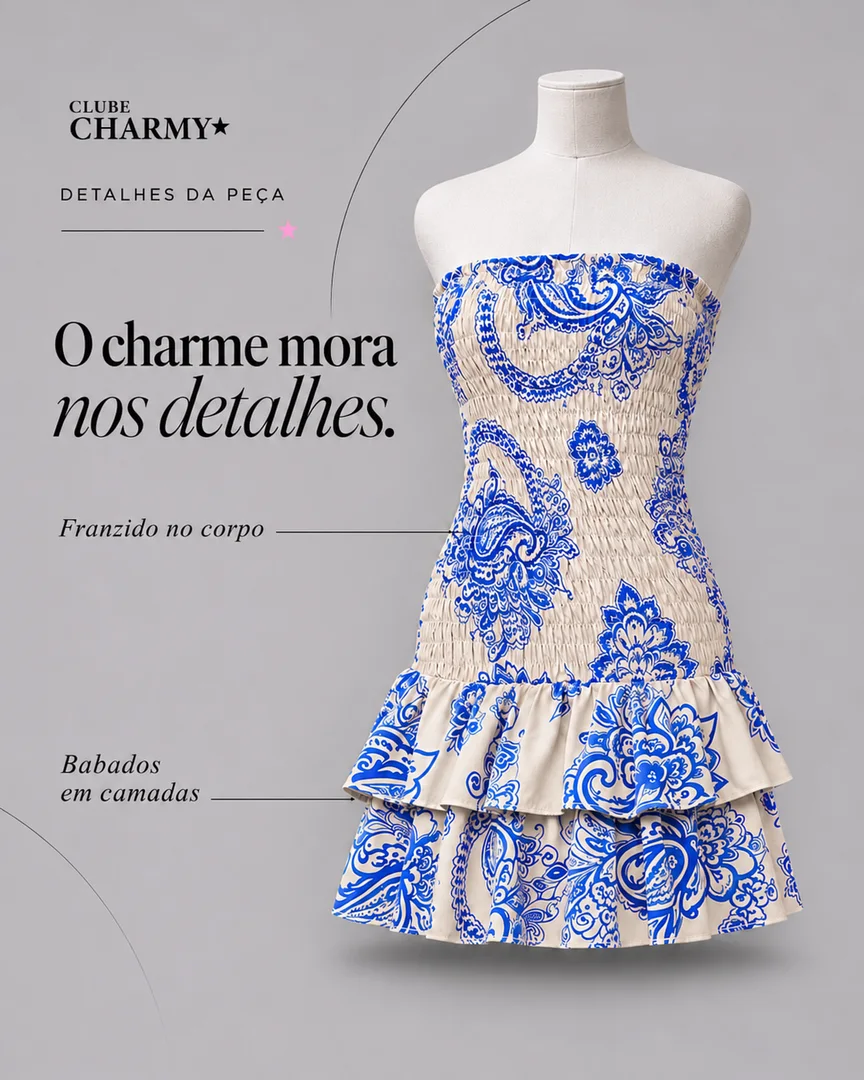 CLUBE
CHARMY★
DETALHES DA PEÇA
O charme mora
nos detalhes.
Franzido no corpo
Babados
em camadas